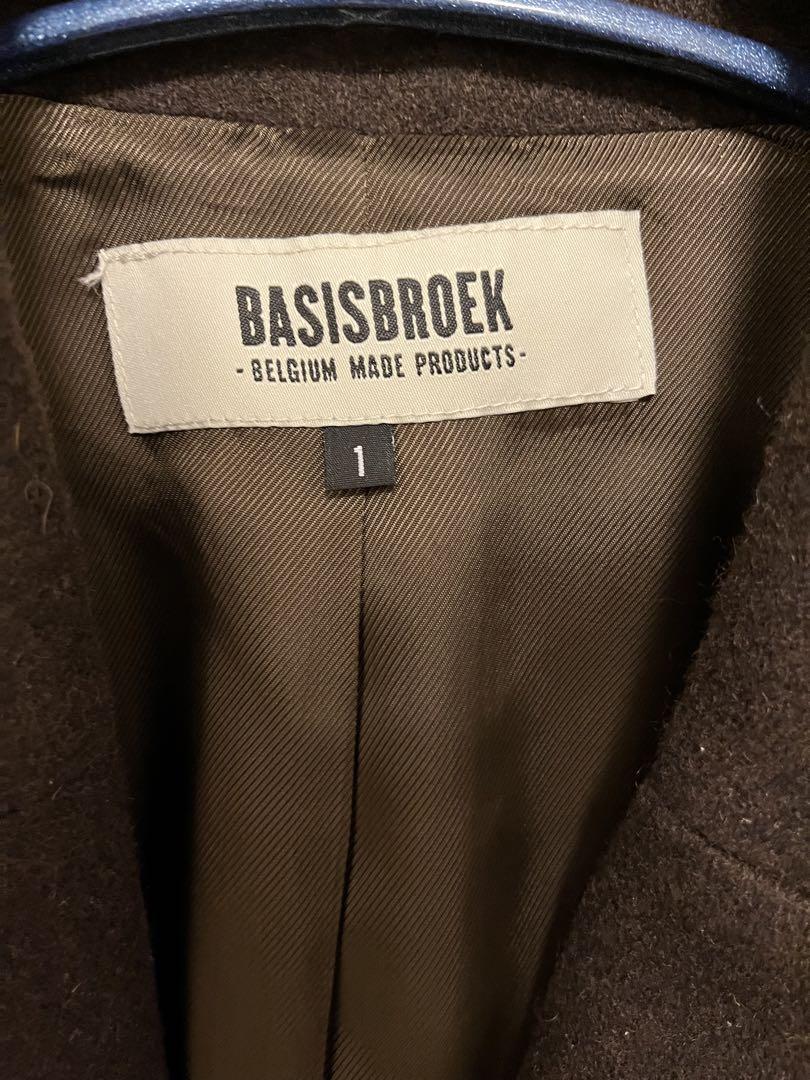 BASISBROEK
- BELGIUM MADE PRODUCTS -
1